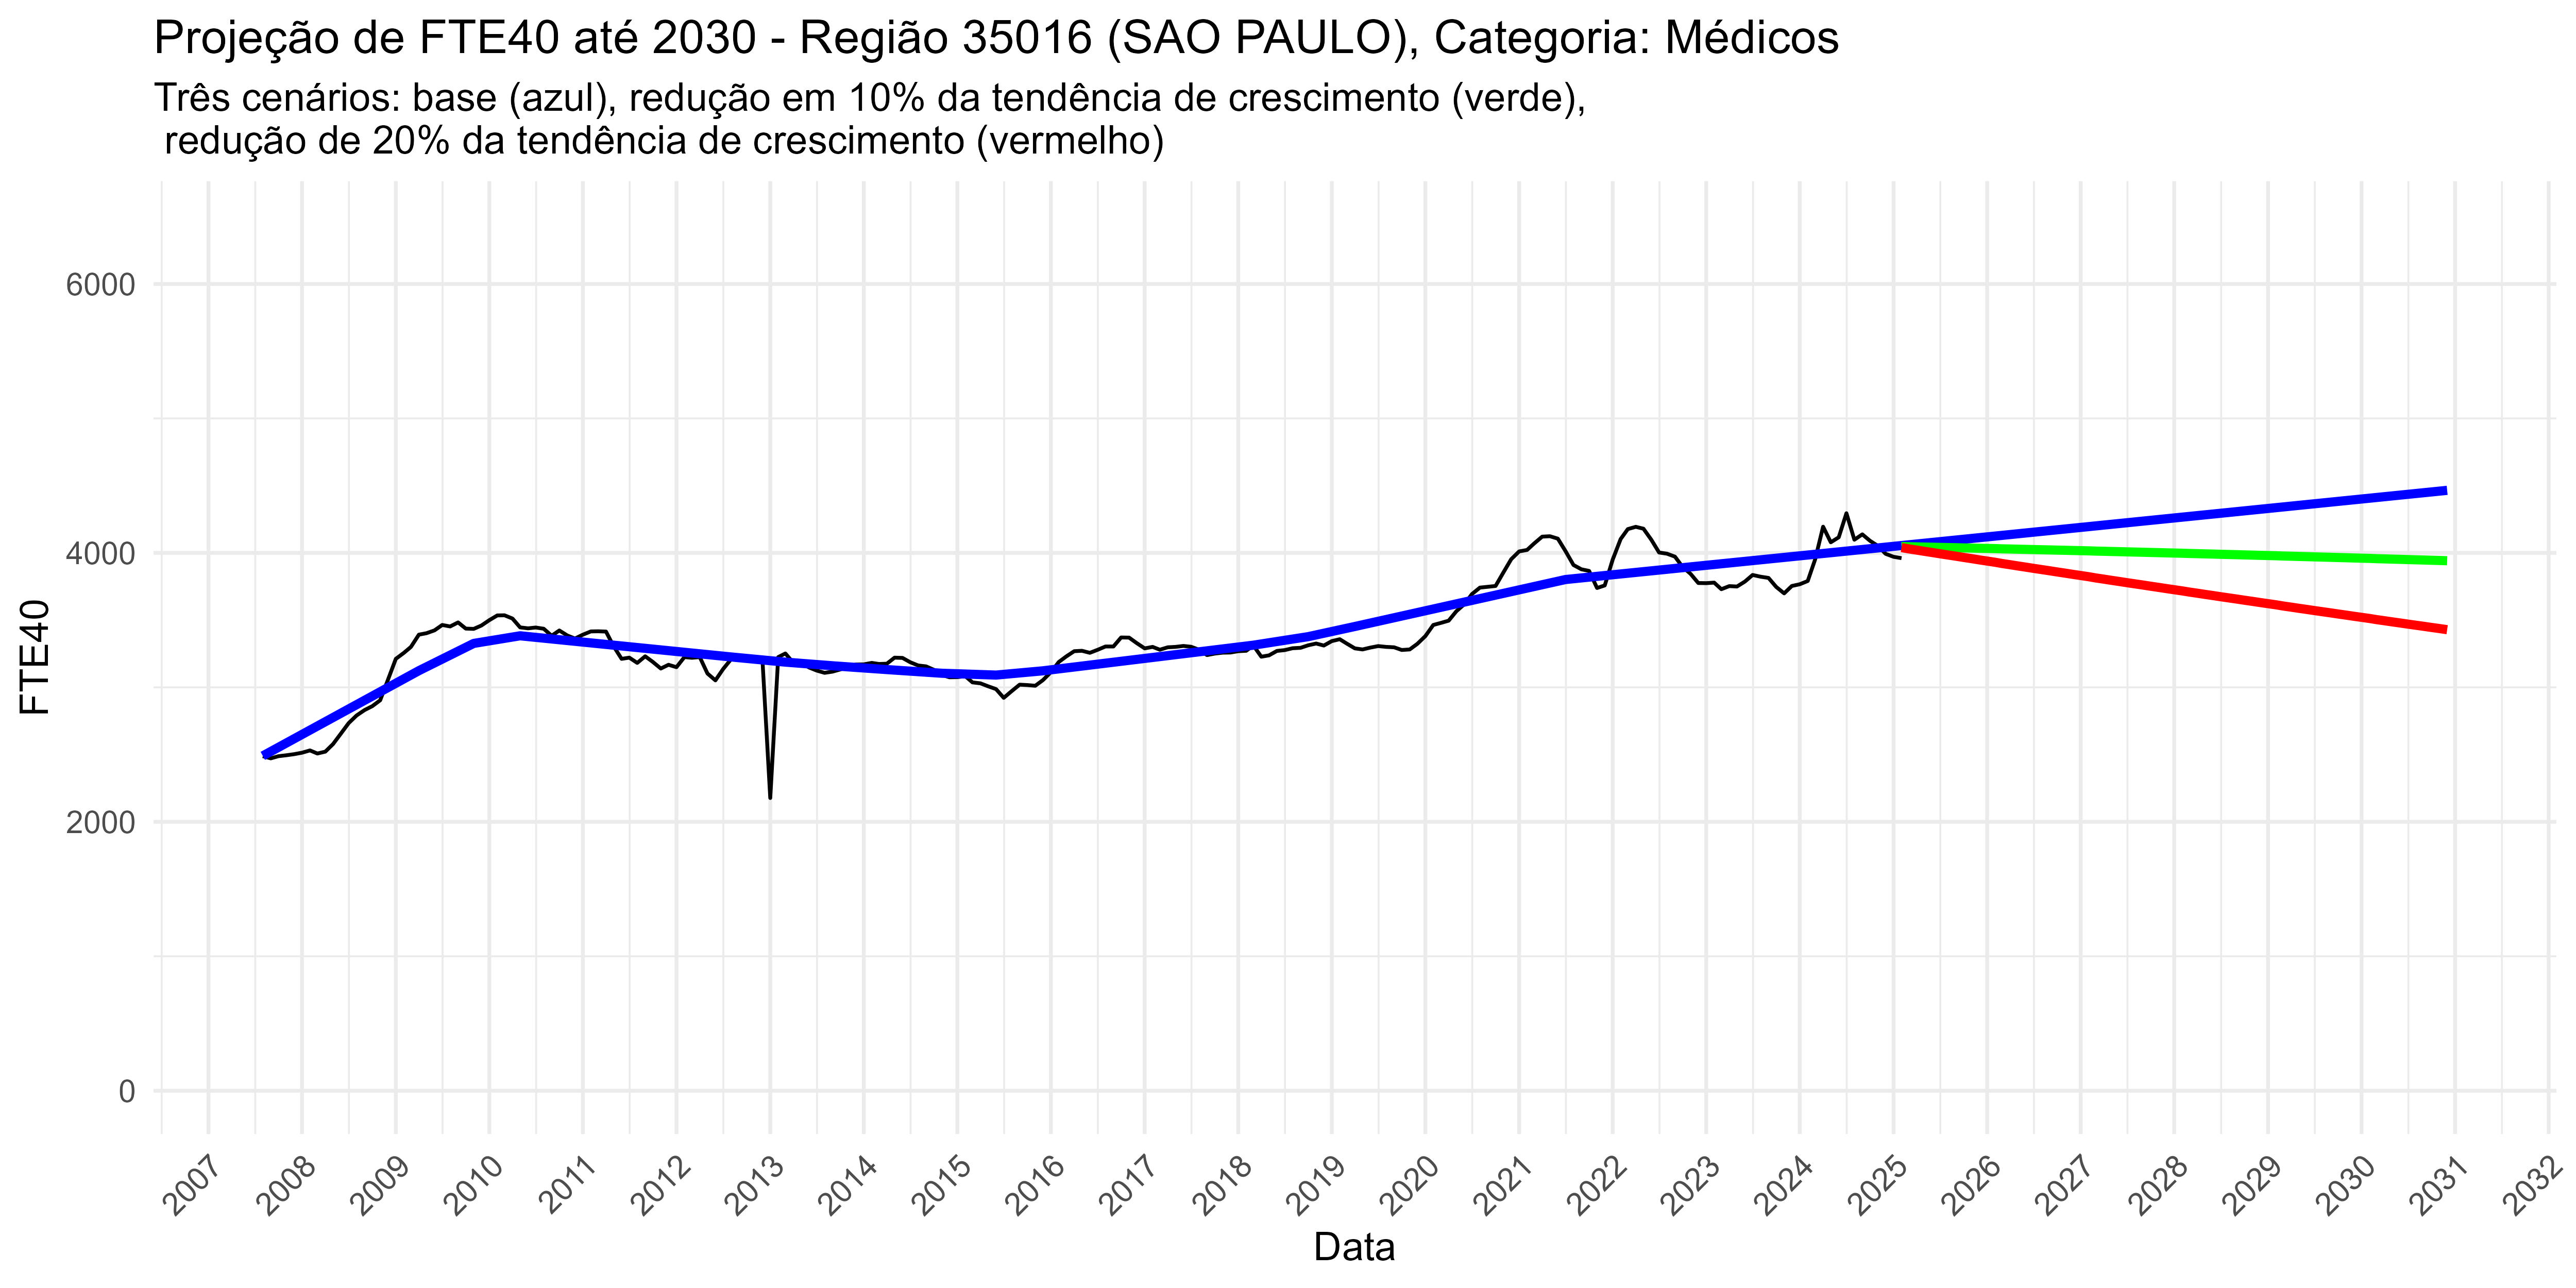 Projeção de FTE40 até 2030 - Região 35016 (SAO PAULO), Categoria: Médicos
Três cenários: base (azul), redução em 10% da tendência de crescimento (verde),
redução de 20% da tendência de crescimento (vermelho)
FTE40
6000
4000
2000
0
2007 2008 2009 2010 2011 2012 2013 2014 2015 2016 2017 2018 2019 2020 2021 2022 2023 2024 2025 2026 2027 2028 2029 2030 2031 2032
Data